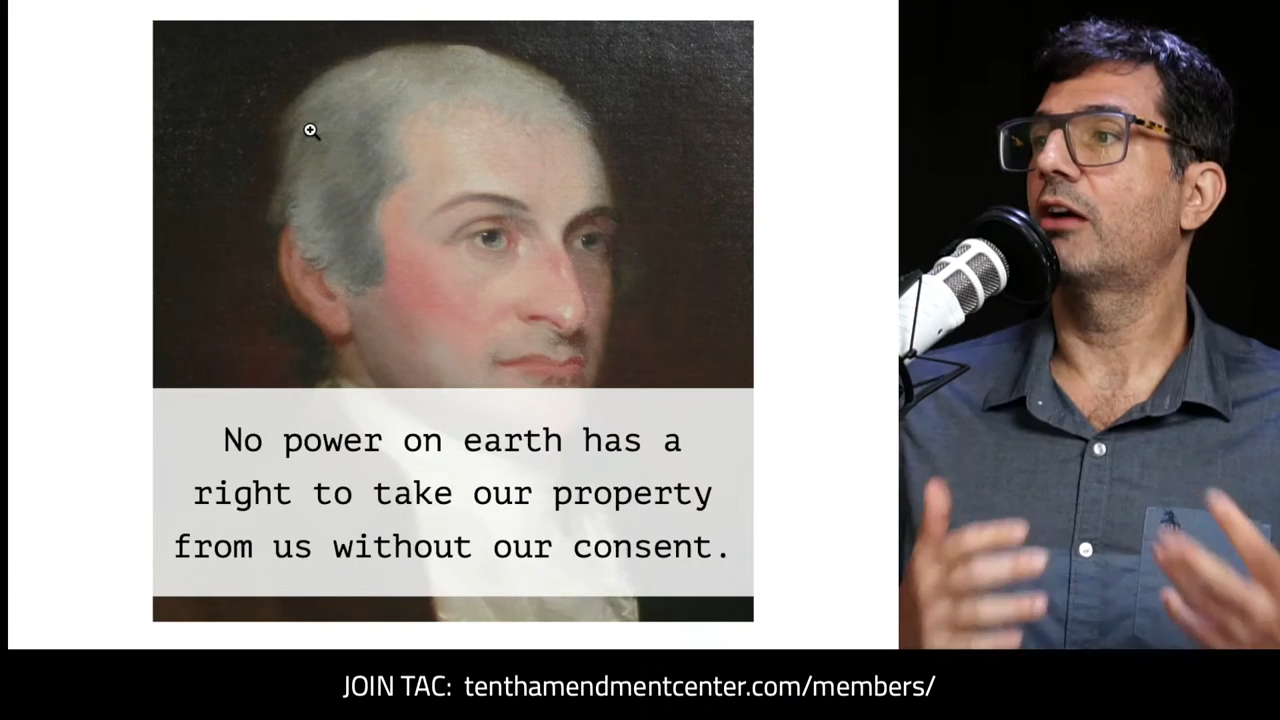 No power on earth has a
right to take our property
from us without our consent.
JOIN TAC: tenthamendmentcenter.com/members/